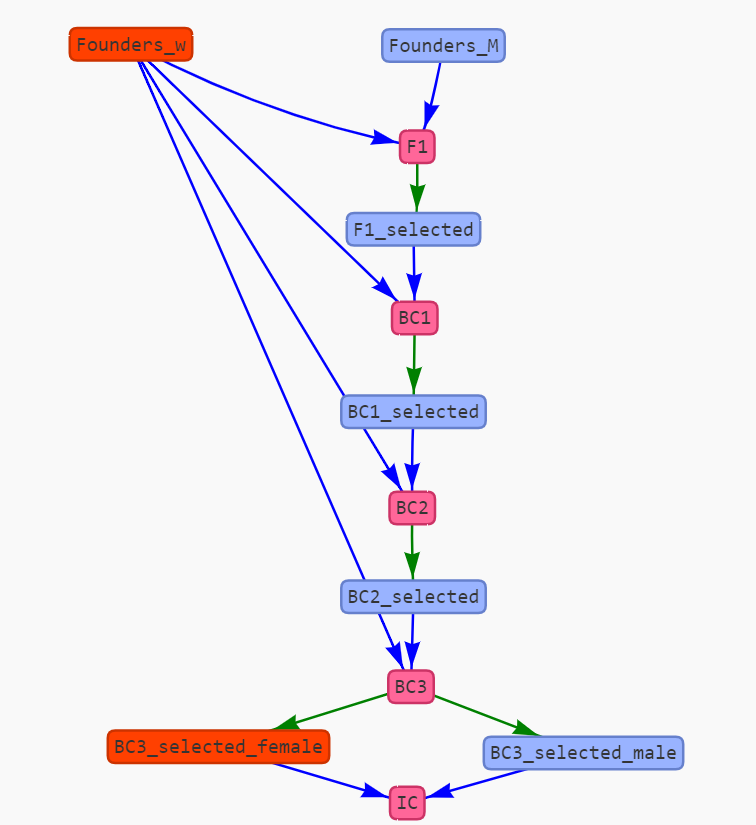 Founders_w
Founders_M
F1
F1_selected
BC1
BC1_selected
BC2
BC2_selected
BC3
BC3_selected_female
BC3_selected_male
IC